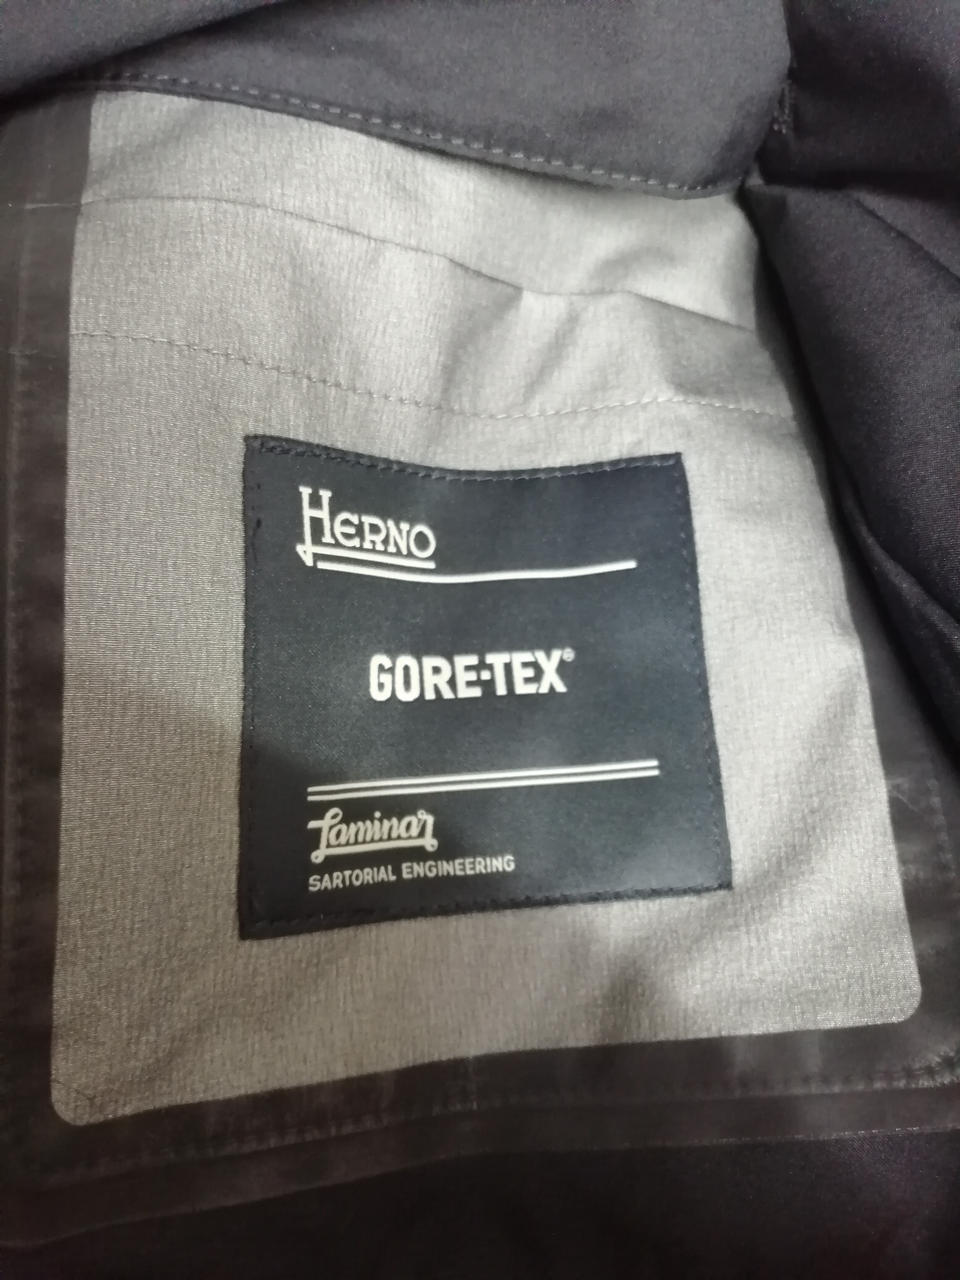 HERNO
GORE-TEX®
Laminar
SARTORIAL ENGINEERING